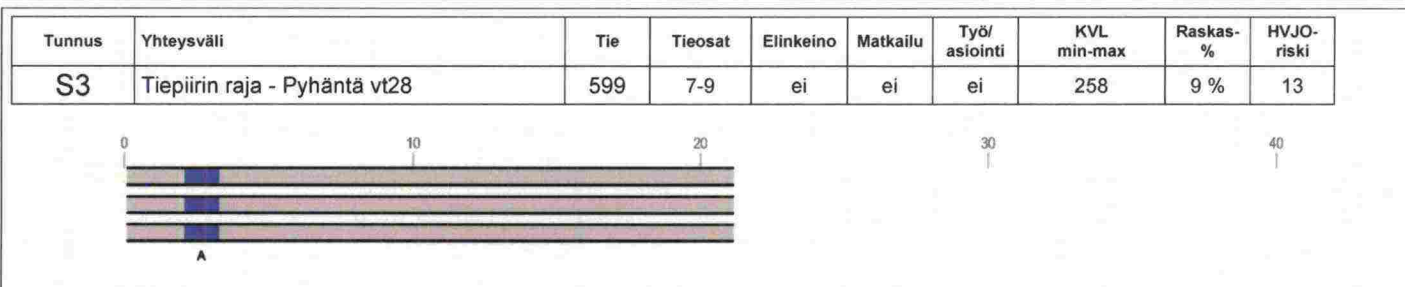 Tunnus Yhteysväli Tie Tieosat Elinkeino Matkailu Työ/ asiointi KVL min-max Raskas- % HVJO- riski
S3 Tiepiirin raja - Pyhäntä vt28 599 7-9 ei ei ei 258 9 % 13
0 10 20 30 40
A